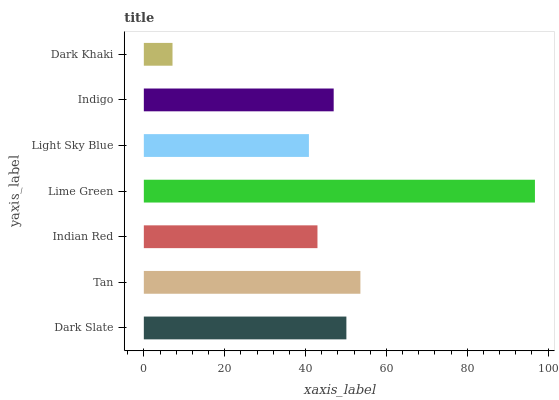 title
Dark Khaki
Indigo
Light Sky Blue
Lime Green
Indian Red
Tan
Dark Slate
yaxis_label
0 20 40 60 80 100
xaxis_label